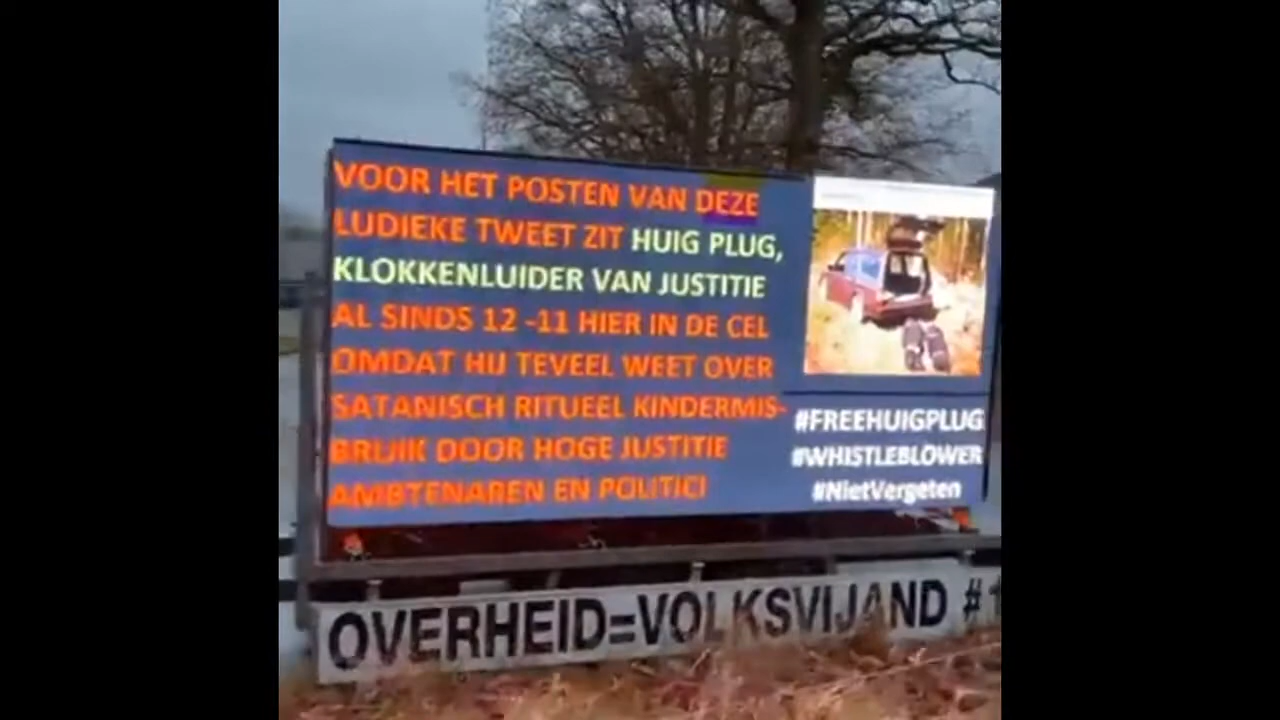 VOOR HET POSTEN VAN DEZE
LUDIEKE TWEET ZIT HUIG PLUG,
KLOKKENLUIDER VAN JUSTITIE
AL SINDS 12 -11 HIER IN DE CEL
OMDAT HIJ TEVEEL WEET OVER
SATANISCH RITUEEL KINDERMIS-
BRUIK DOOR HOGE JUSTITIE
AMBTENAREN EN POLITICI
#FREEHUIGPLUG
#WHISTLEBLOWER
#NietVergeten
OVERHEID=VOLKSVIJAND #1